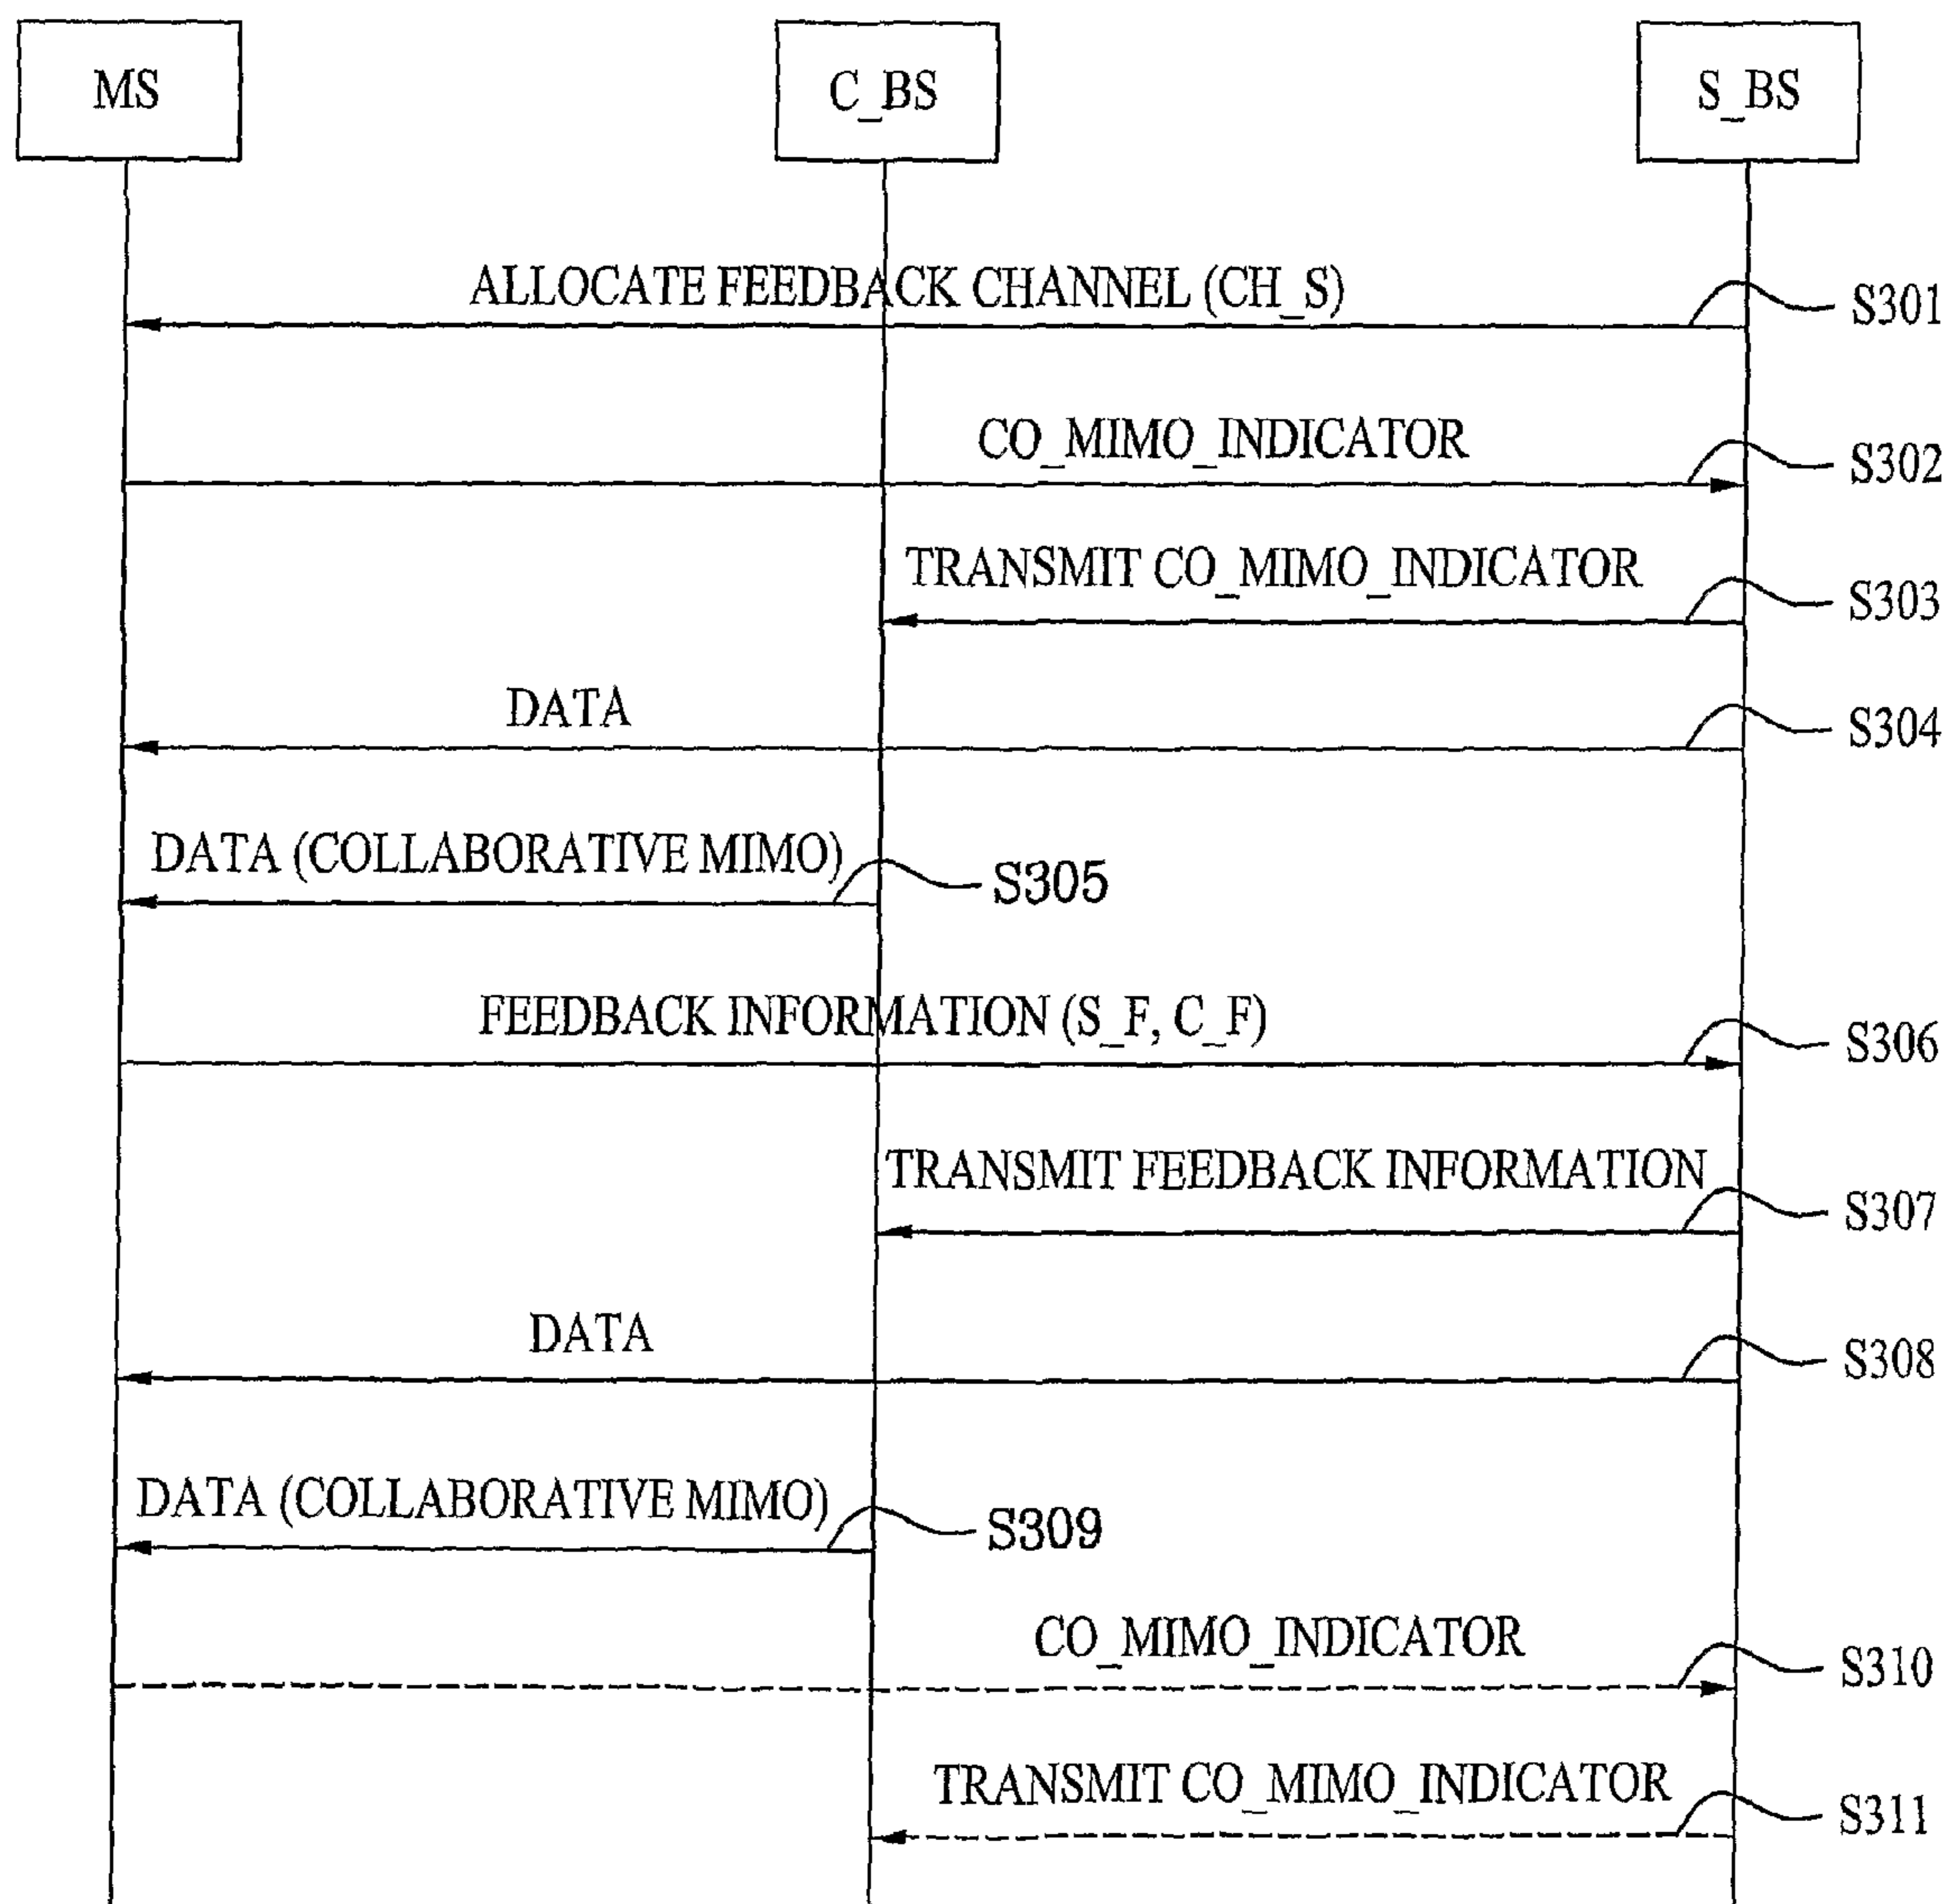 MS
C_BS
S_BS
ALLOCATE FEEDBACK CHANNEL (CH_S)
S301
CO_MIMO_INDICATOR
S302
TRANSMIT CO_MIMO_INDICATOR
S303
DATA
S304
DATA (COLLABORATIVE MIMO)
S305
FEEDBACK INFORMATION (S_F, C_F)
S306
TRANSMIT FEEDBACK INFORMATION
S307
DATA
S308
DATA (COLLABORATIVE MIMO)
S309
CO_MIMO_INDICATOR
S310
TRANSMIT CO_MIMO_INDICATOR
S311